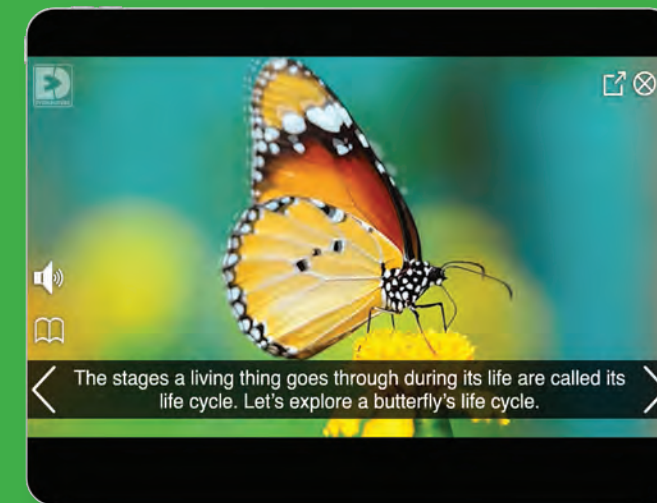 ED
The stages a living thing goes through during its life are called its
life cycle. Let’s explore a butterfly’s life cycle.